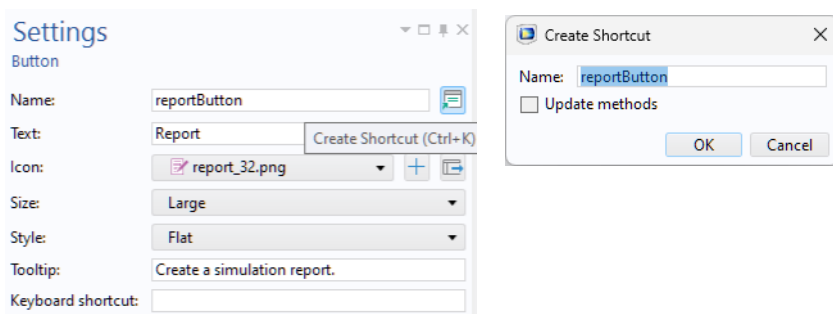 Settings
Button
Name: reportButton
Text: Report
Create Shortcut (Ctrl+K)
Icon: report_32.png
Size: Large
Style: Flat
Tooltip: Create a simulation report.
Keyboard shortcut:
Create Shortcut
Name: reportButton
Update methods
OK Cancel